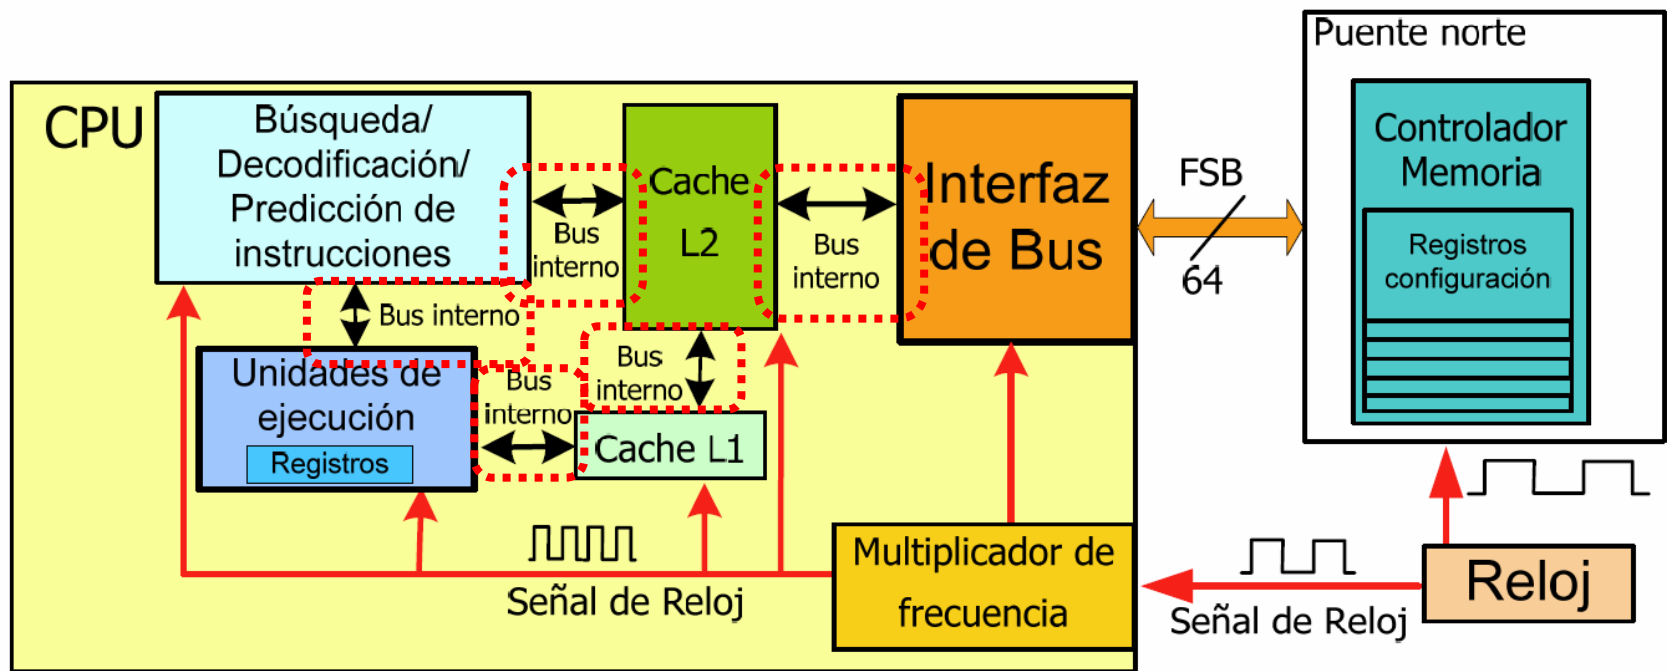 Puente norte
CPU
Búsqueda/
Decodificación/
Predicción de
instrucciones
Cache
L2
Interfaz
de Bus
FSB
64
Controlador
Memoria
Registros
configuración
Bus
interno
Bus
interno
Bus interno
Bus
interno
Bus
interno
Unidades de
ejecución
Registros
Cache L1
Multiplicador de
frecuencia
Señal de Reloj
Reloj
Señal de Reloj